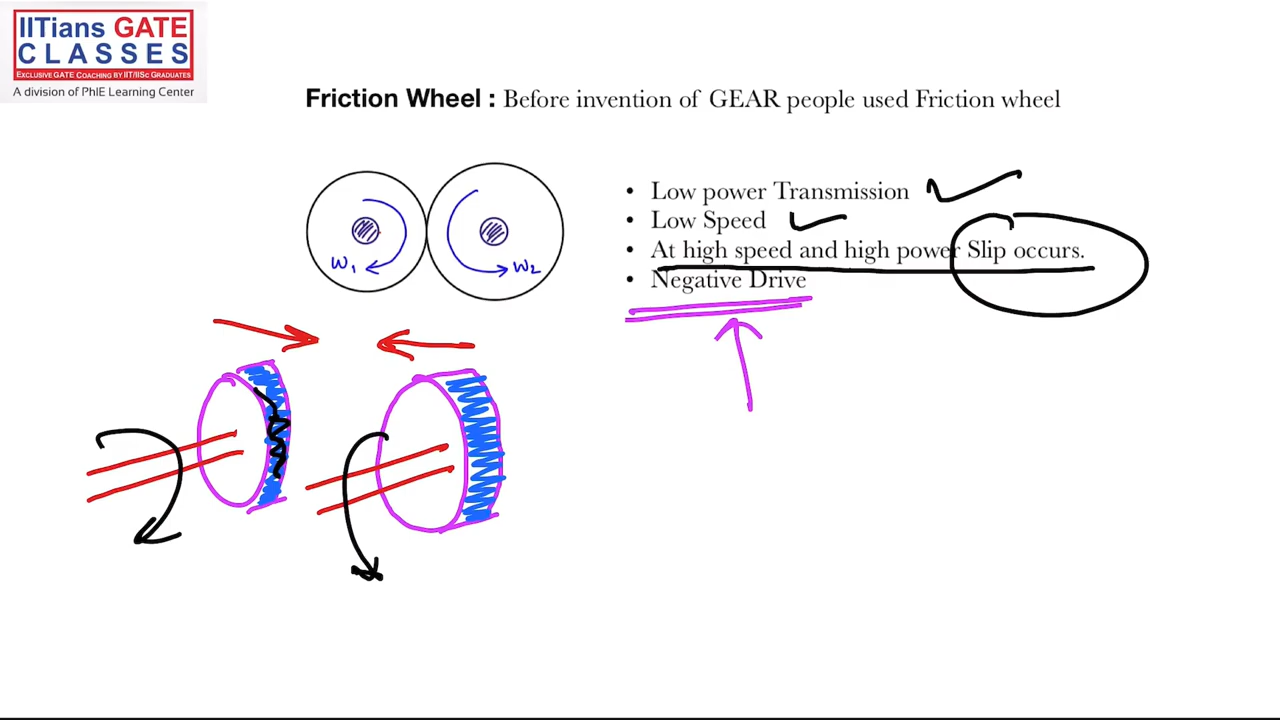 IITians GATE
CLASSES
EXCLUSIVE GATE COACHING BY IIT/IISc GRADUATES
A division of PhIE Learning Center
Friction Wheel : Before invention of GEAR people used Friction wheel
• Low power Transmission
• Low Speed
• At high speed and high power Slip occurs.
• Negative Drive
W1
W2